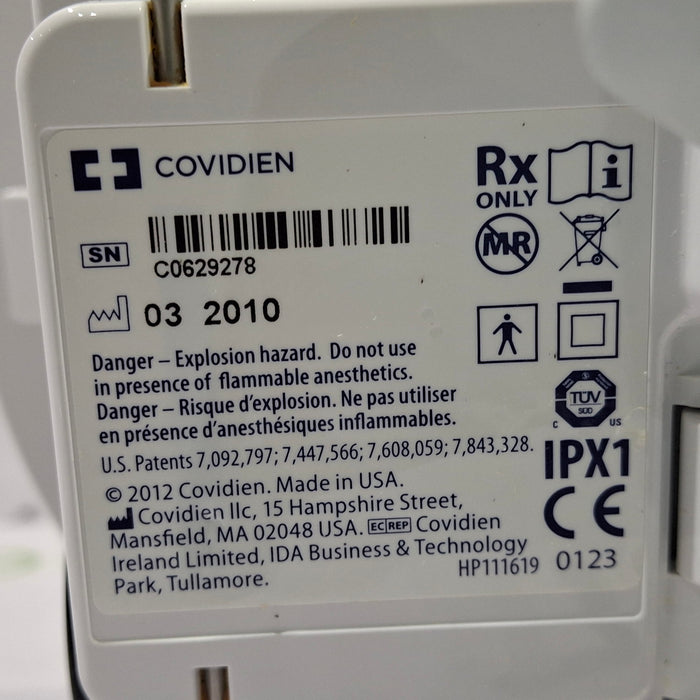 COVIDIEN
Rx
ONLY
SN
C0629278
MR
03 2010
Danger – Explosion hazard. Do not use
in presence of flammable anesthetics.
Danger – Risque d'explosion. Ne pas utiliser
en présence d'anesthésiques inflammables.
TÜV
SÜD
C US
U.S. Patents 7,092,797; 7,447,566; 7,608,059; 7,843,328.
IPX1
© 2012 Covidien. Made in USA.
Covidien llc, 15 Hampshire Street,
Mansfield, MA 02048 USA. EC REP Covidien
Ireland Limited, IDA Business & Technology
Park, Tullamore.
HP111619
CE
0123